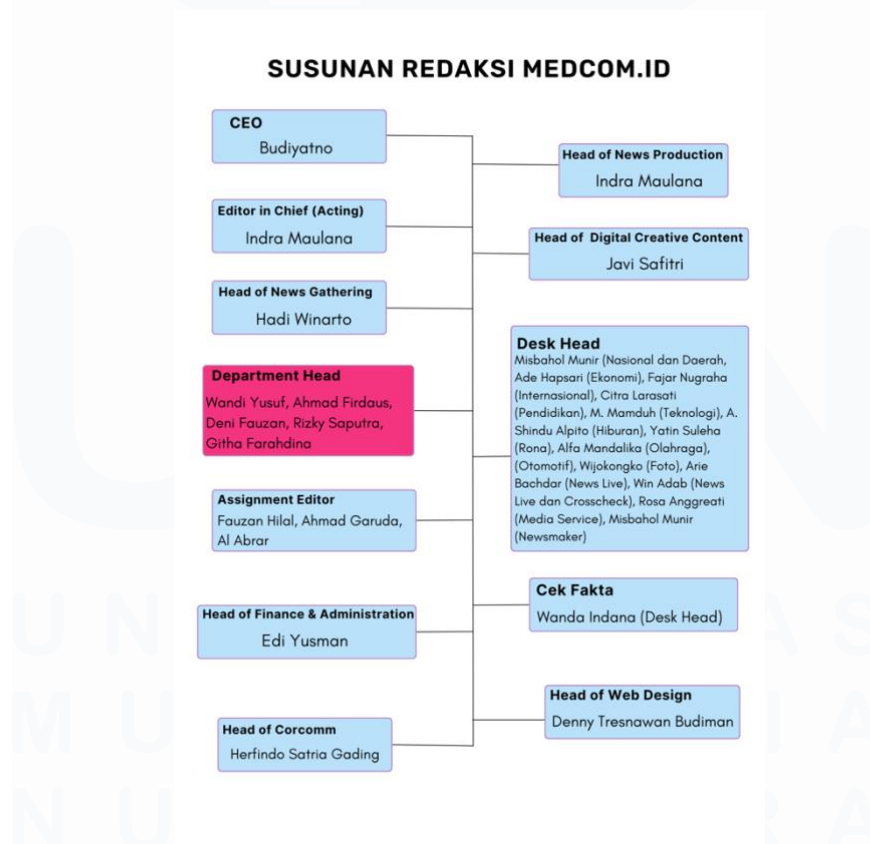 SUSUNAN REDAKSI MEDCOM.ID
CEO
Budiyatno
Head of News Production
Indra Maulana
Editor in Chief (Acting)
Indra Maulana
Head of Digital Creative Content
Javi Safitri
Head of News Gathering
Hadi Winarto
Department Head
Wandi Yusuf, Ahmad Firdaus,
Deni Fauzan, Rizky Saputra,
Githa Farahdina
Desk Head
Misbahol Munir (Nasional dan Daerah,
Ade Hapsari (Ekonomi), Fajar Nugraha
(Internasional), Citra Larasati
(Pendidikan), M. Mamduh (Teknologi), A.
Shindu Alpito (Hiburan), Yatin Suleha
(Rona), Alfa Mandalika (Olahraga),
(Otomotif), Wijokongko (Foto), Arie
Bachdar (News Live), Win Adab (News
Live dan Crosscheck), Rosa Anggreati
(Media Service), Misbahol Munir
(Newsmaker)
Assignment Editor
Fauzan Hilal, Ahmad Garuda,
Al Abrar
Cek Fakta
Wanda Indana (Desk Head)
Head of Finance & Administration
Edi Yusman
Head of Web Design
Denny Tresnawan Budiman
Head of Corcomm
Herfindo Satria Gading